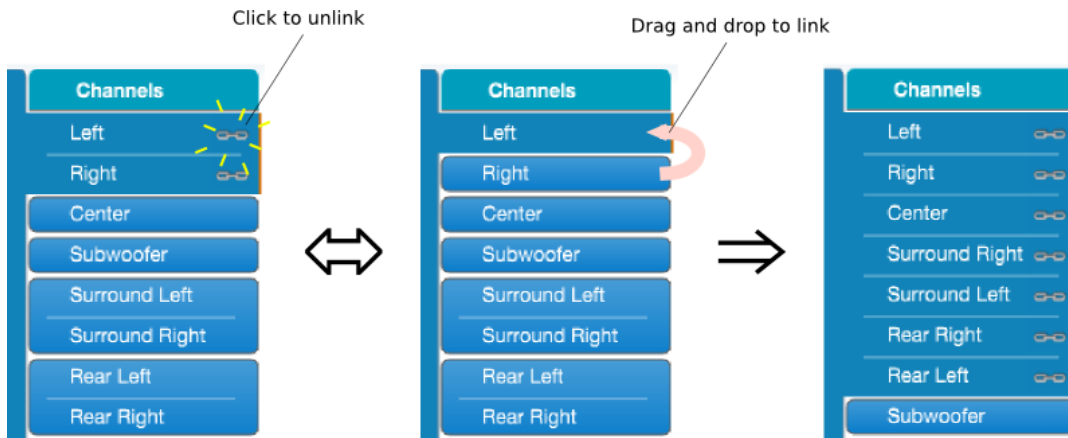 Click to unlink
Drag and drop to link
Channels
Left
Right
Center
Subwoofer
Surround Left
Surround Right
Rear Left
Rear Right
Channels
Left
Right
Center
Subwoofer
Surround Left
Surround Right
Rear Left
Rear Right
Channels
Left
Right
Center
Surround Right
Surround Left
Rear Right
Rear Left
Subwoofer